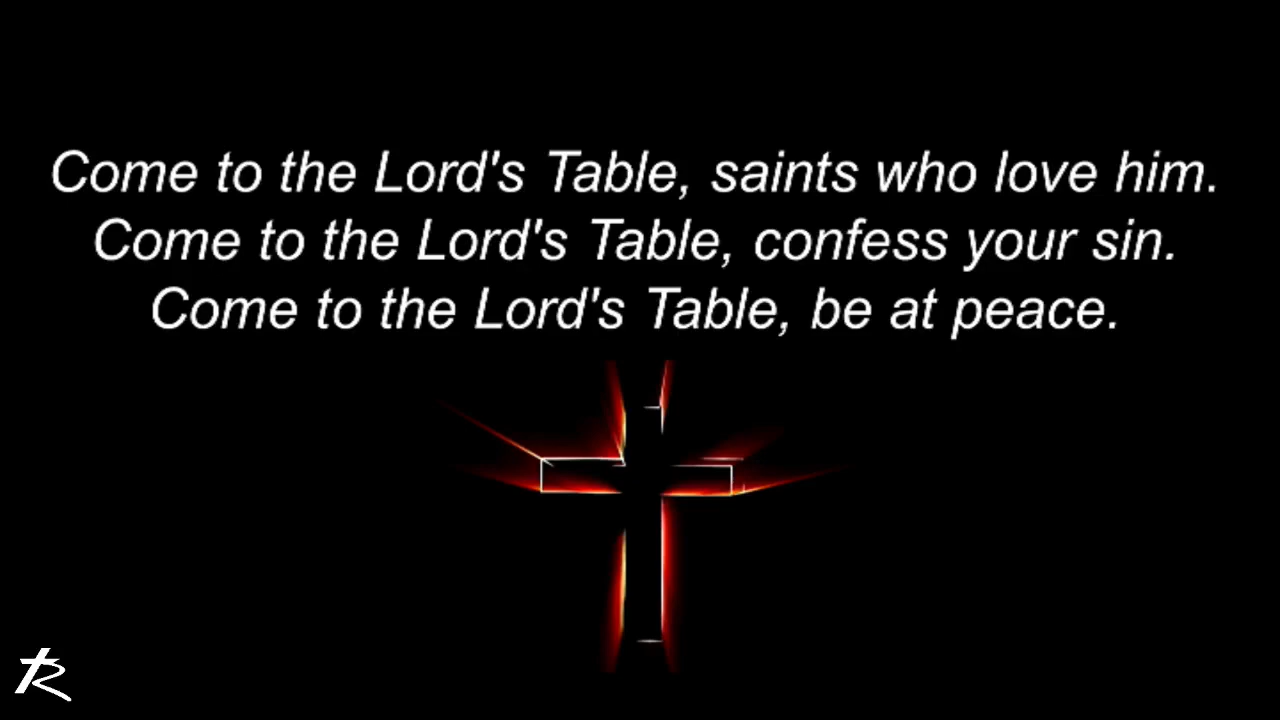 Come to the Lord's Table, saints who love him.
Come to the Lord's Table, confess your sin.
Come to the Lord's Table, be at peace.